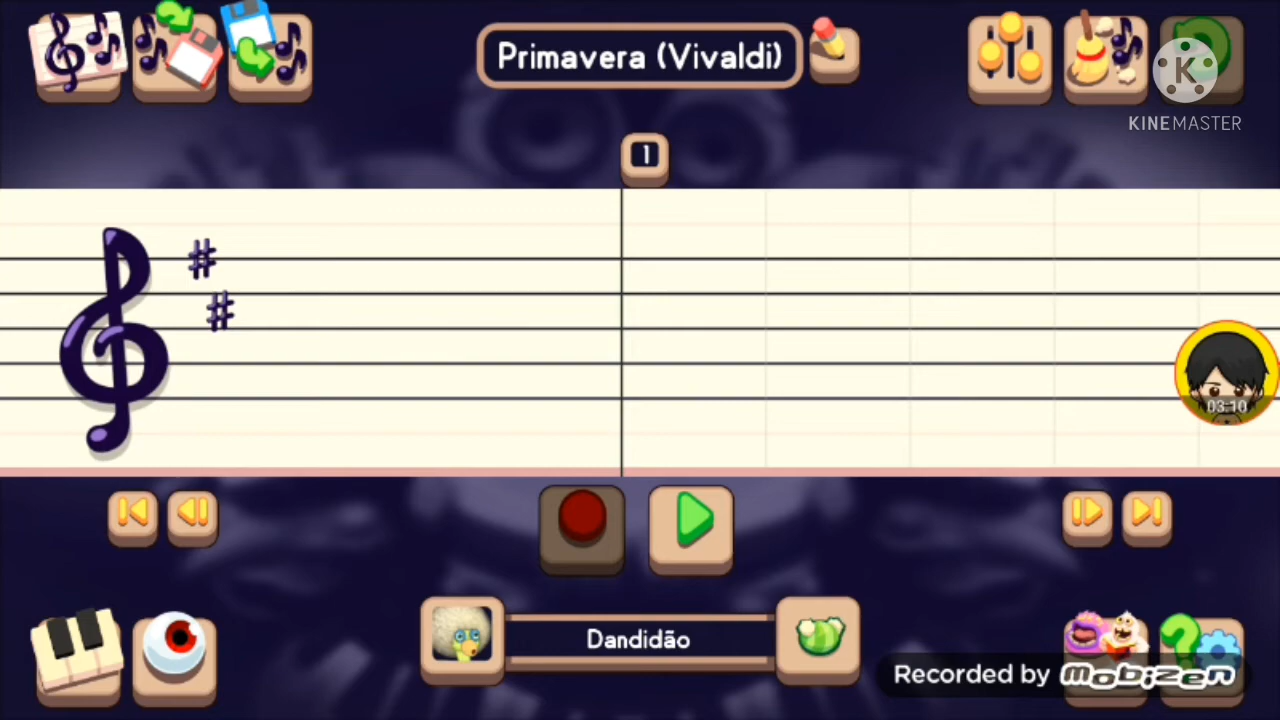 Primavera (Vivaldi)
K
KINEMASTER
1
03:10
Dandidão
Recorded by mobizen